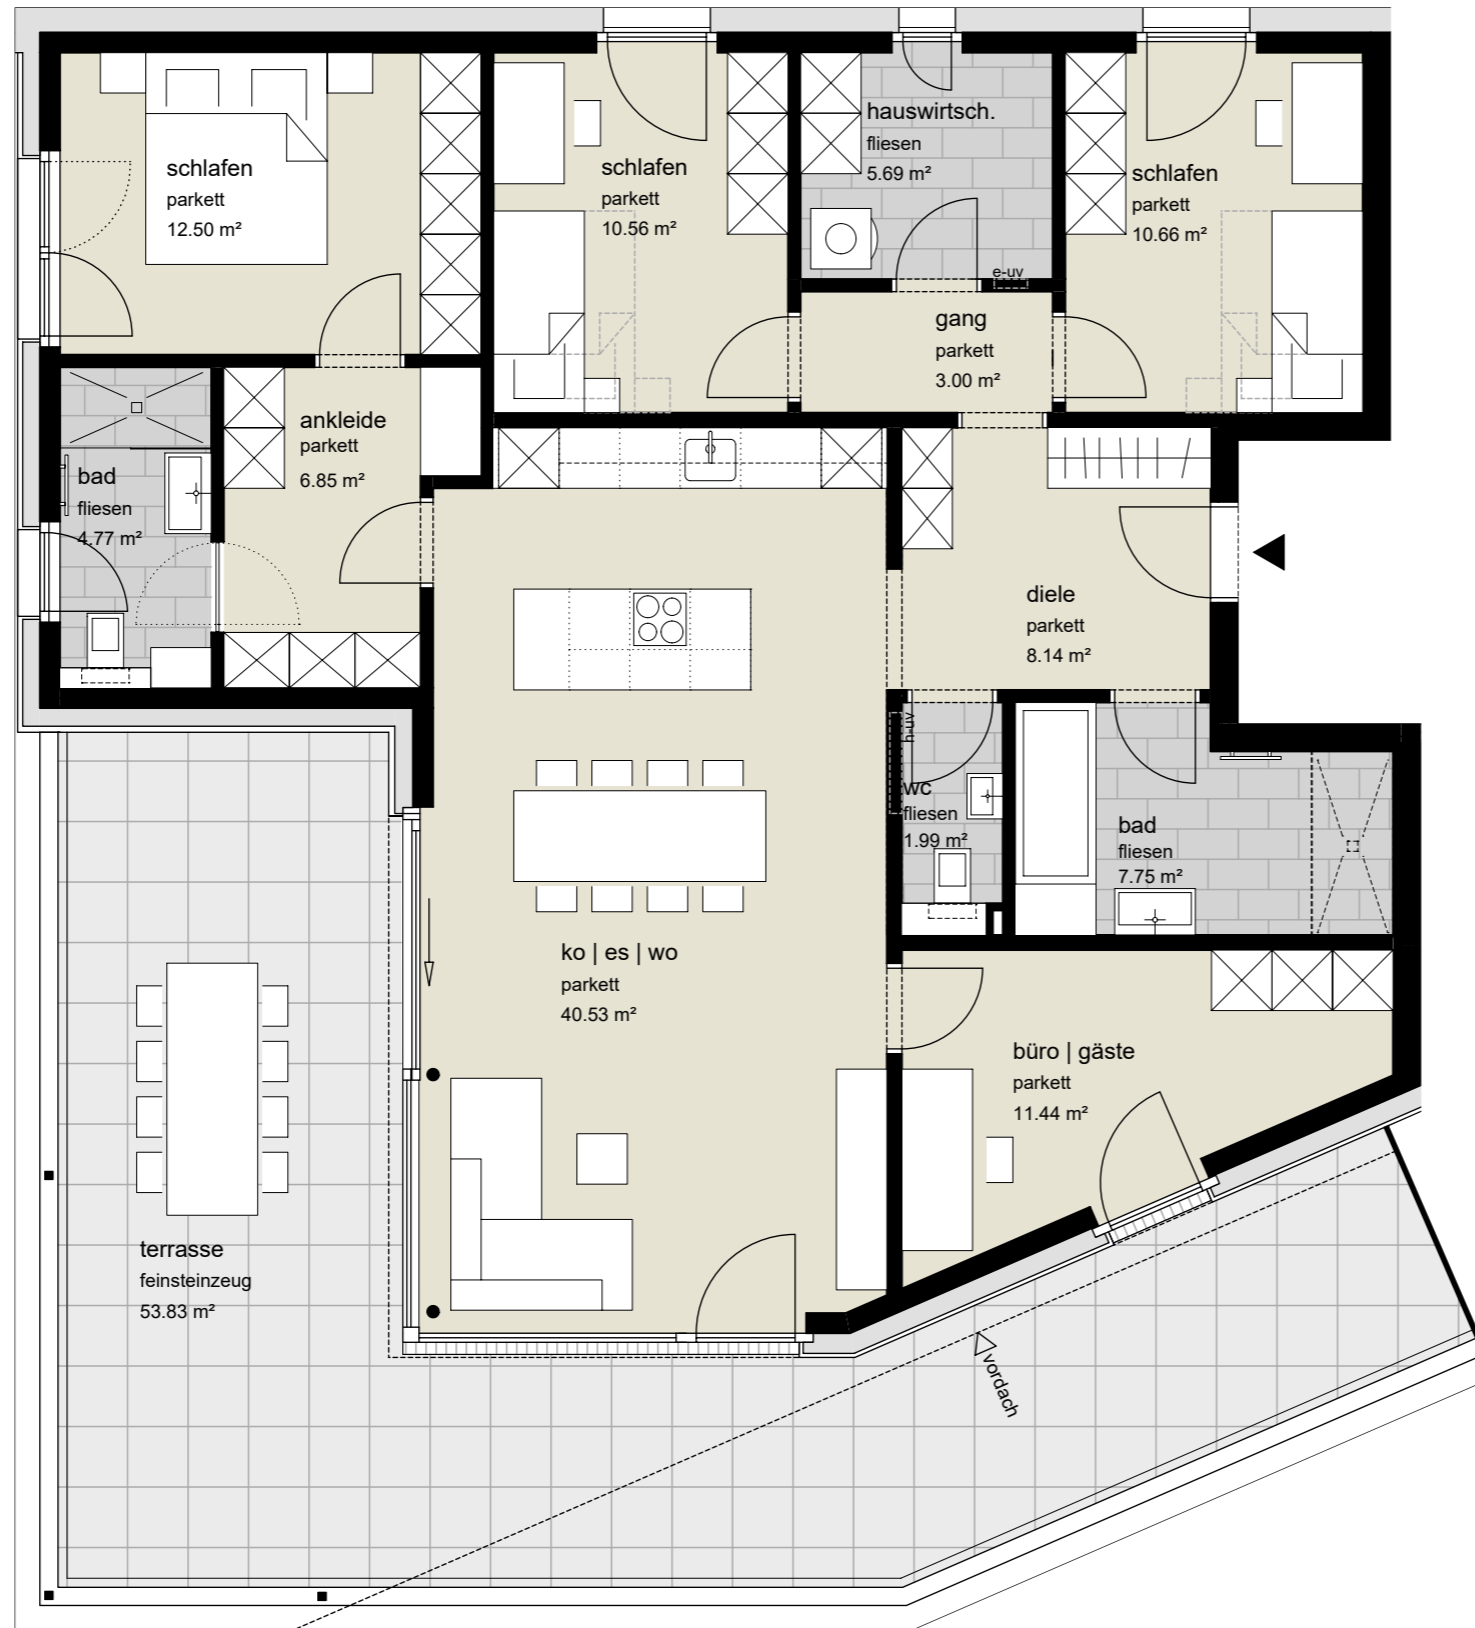 schlafen
parkett
12.50 m²
schlafen
parkett
10.56 m²
hauswirtsch.
fliesen
5.69 m²
schlafen
parkett
10.66 m²
e-uv
gang
parkett
3.00 m²
ankleide
parkett
6.85 m²
bad
fliesen
4.77 m²
diele
parkett
8.14 m²
h-uv
wc
fliesen
1.99 m²
bad
fliesen
7.75 m²
ko | es | wo
parkett
40.53 m²
büro | gäste
parkett
11.44 m²
terrasse
feinsteinzeug
53.83 m²
vordach